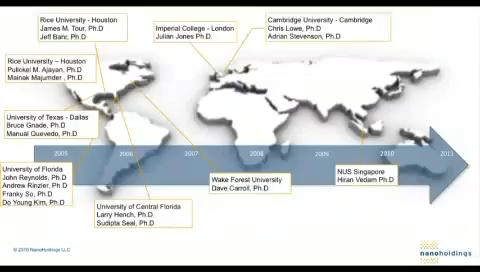 Rice University - Houston
James M. Tour, Ph.D
Jeff Bahr, Ph.D
Imperial College - London
Julian Jones Ph.D.
Cambridge University - Cambridge
Chris Lowe, Ph.D
Adrian Stevenson, Ph.D
Rice University – Houston
Pulickel M. Ajayan, Ph.D
Mainak Majumder , Ph.D
University of Texas - Dallas
Bruce Gnade, Ph.D
Manual Quevedo, Ph.D
2005
2006
2007
2008
2009
2010
2011
University of Florida
John Reynolds, Ph.D
Andrew Rinzler, Ph.D
Franky So, Ph.D
Do Young Kim, Ph.D
University of Central Florida
Larry Hench, Ph.D
Sudipta Seal, Ph.D
Wake Forest University
Dave Carroll, Ph.D
NUS Singapore
Hiran Vedam Ph.D
© 2010 NanoHoldings LLC
nanoholdings